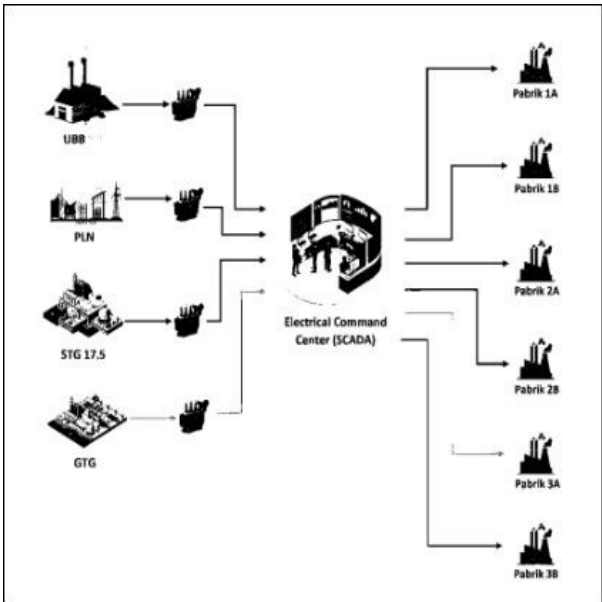 UBB
PLN
STG 17,5
GTG
Electrical Command
Center (SCADA)
Pabrik 1A
Pabrik 1B
Pabrik 2A
Pabrik 2B
Pabrik 3A
Pabrik 3B